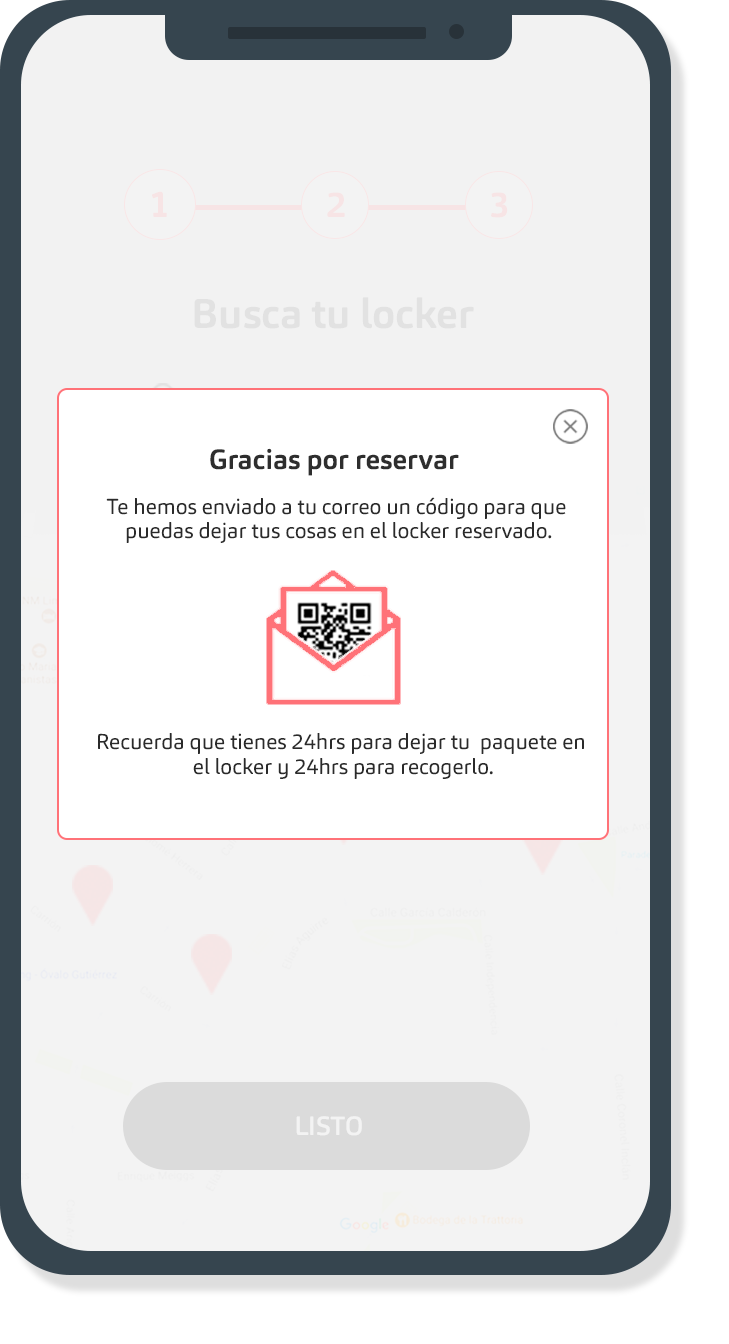 1
2
3
Busca tu locker
Gracias por reservar
Te hemos enviado a tu correo un código para que
puedas dejar tus cosas en el locker reservado.
Recuerda que tienes 24hrs para dejar tu  paquete en
el locker y 24hrs para recogerlo.
Ovalo Gutiérrez
LISTO
Google